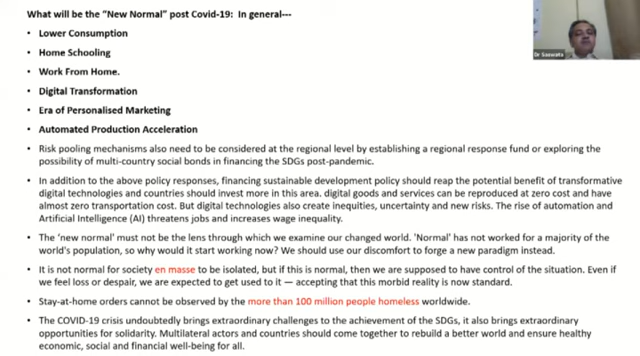 What will be the "New Normal" post Covid-19: In general---
• Lower Consumption
• Home Schooling
• Work From Home.
• Digital Transformation
• Era of Personalised Marketing
• Automated Production Acceleration
• Risk pooling mechanisms also need to be considered at the regional level by establishing a regional response fund or exploring the
possibility of multi-country social bonds in financing the SDGs post-pandemic.
• In addition to the above policy responses, financing sustainable development policy should reap the potential benefit of transformative
digital technologies and countries should invest more in this area. digital goods and services can be reproduced at zero cost and have
almost zero transportation cost. But digital technologies also create inequities, uncertainty and new risks. The rise of automation and
Artificial Intelligence (AI) threatens jobs and increases wage inequality.
• The 'new normal' must not be the lens through which we examine our changed world. 'Normal' has not worked for a majority of the
world's population, so why would it start working now? We should use our discomfort to forge a new paradigm instead.
• It is not normal for society en masse to be isolated, but if this is normal, then we are supposed to have control of the situation. Even if
we feel loss or despair, we are expected to get used to it — accepting that this morbid reality is now standard.
• Stay-at-home orders cannot be observed by the more than 100 million people homeless worldwide.
• The COVID-19 crisis undoubtedly brings extraordinary challenges to the achievement of the SDGs, it also brings extraordinary
opportunities for solidarity. Multilateral actors and countries should come together to rebuild a better world and ensure healthy
economic, social and financial well-being for all.
Dr Saswata